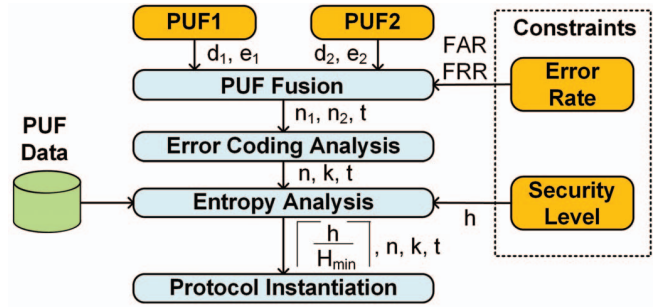 PUF1
PUF2
Constraints
d₁, e₁
d₂, e₂
FAR
FRR
PUF Fusion
Error
Rate
n₁, n₂, t
PUF
Data
Error Coding Analysis
n, k, t
Entropy Analysis
h
Security
Level
⌈h/Hmin⌉, n, k, t
Protocol Instantiation